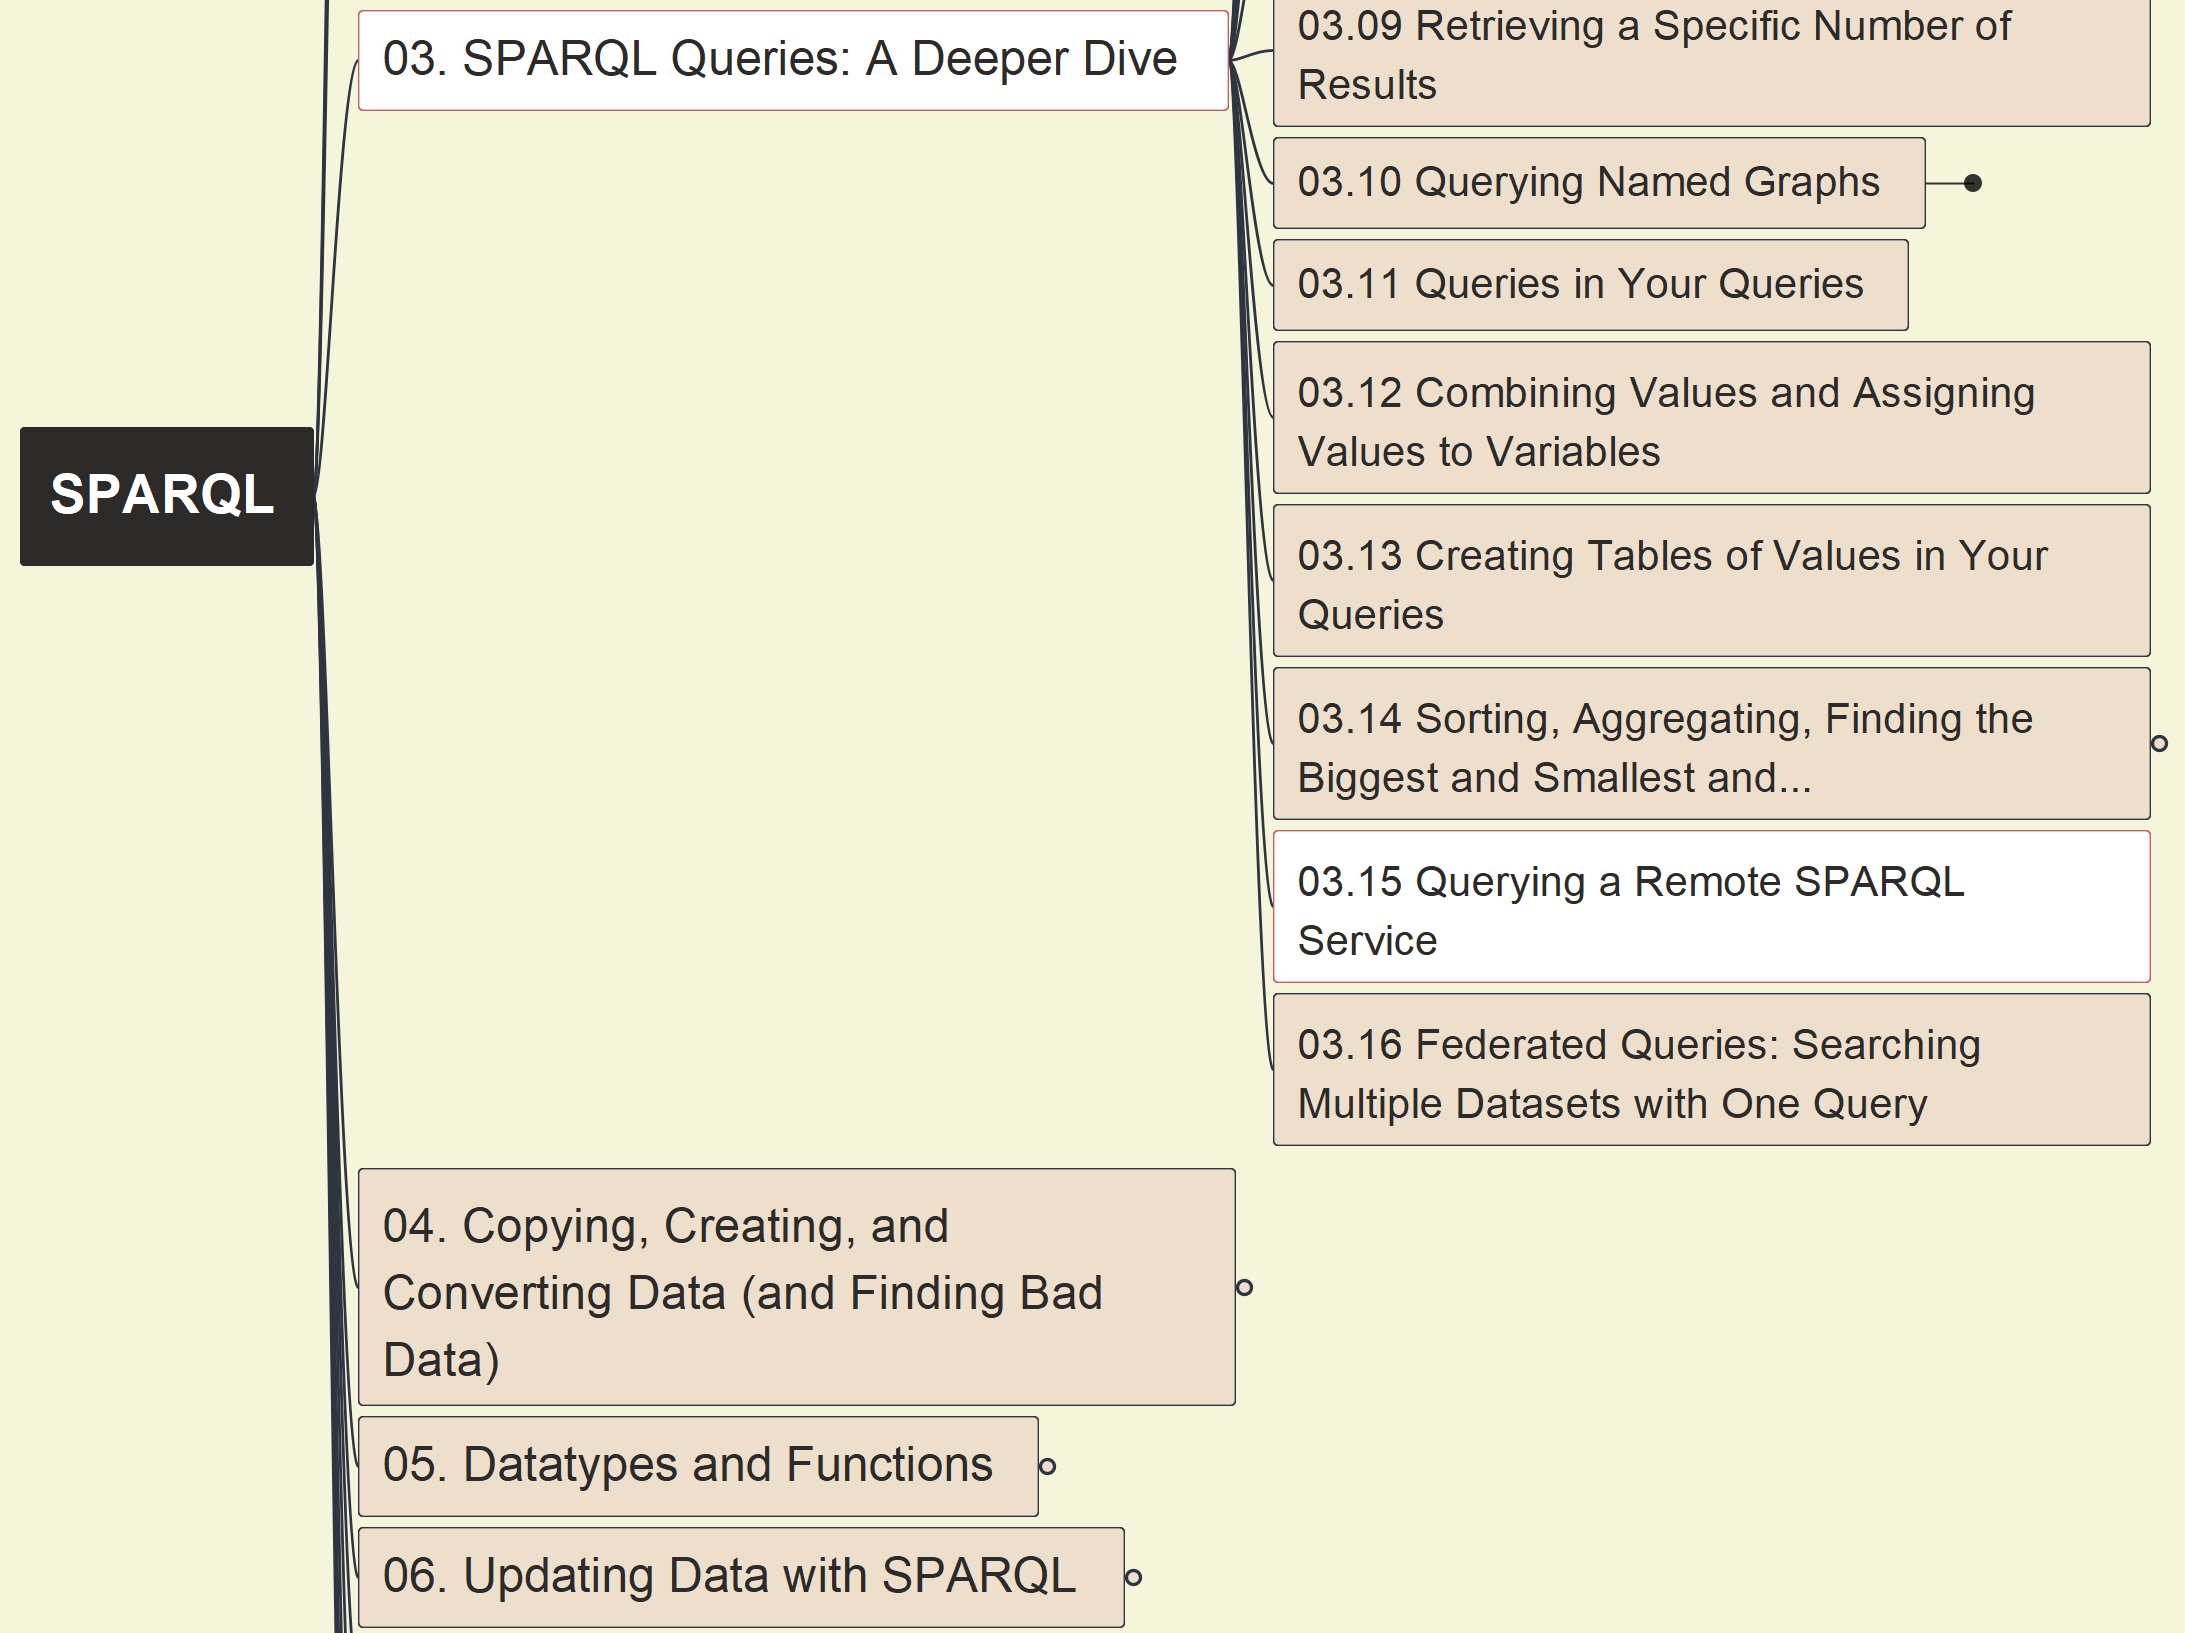 03. SPARQL Queries: A Deeper Dive
03.09 Retrieving a Specific Number of
Results
03.10 Querying Named Graphs
03.11 Queries in Your Queries
03.12 Combining Values and Assigning
Values to Variables
SPARQL
03.13 Creating Tables of Values in Your
Queries
03.14 Sorting, Aggregating, Finding the
Biggest and Smallest and...
03.15 Querying a Remote SPARQL
Service
03.16 Federated Queries: Searching
Multiple Datasets with One Query
04. Copying, Creating, and
Converting Data (and Finding Bad
Data)
05. Datatypes and Functions
06. Updating Data with SPARQL